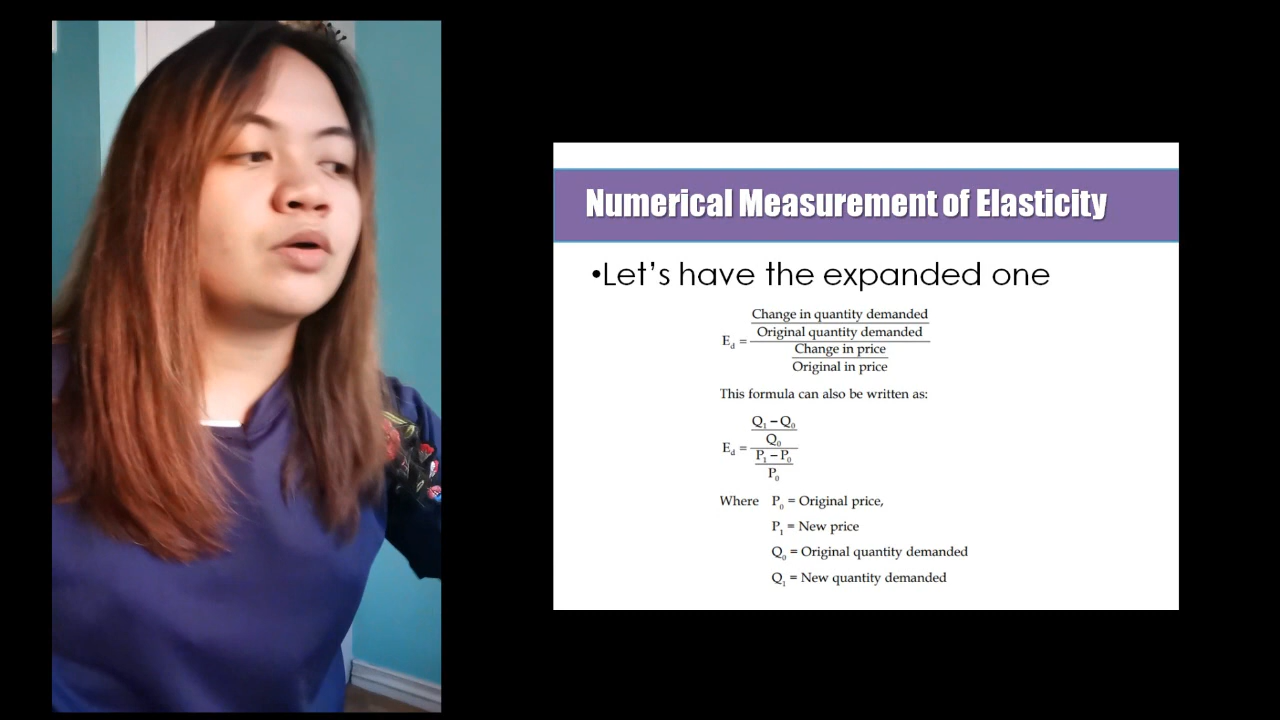 Numerical Measurement of Elasticity
•Let's have the expanded one
Change in quantity demanded
Original quantity demanded
E_d =
Change in price
Original in price
This formula can also be written as:
Q₁ – Q₀
Q₀
E_d =
P₁ – P₀
P₀
Where P₀ = Original price,
P₁ = New price
Q₀ = Original quantity demanded
Q₁ = New quantity demanded